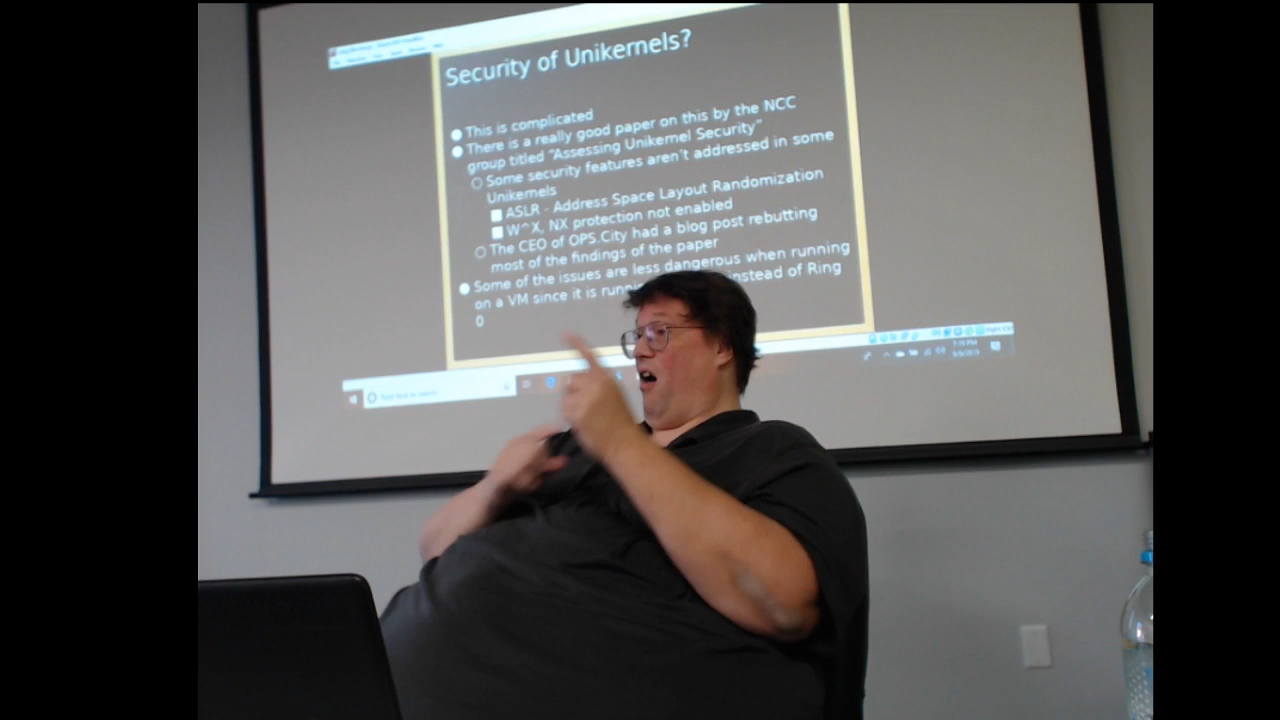 Security of Unikernels?
This is complicated
There is a really good paper on this by the NCC
group titled "Assessing Unikernel Security"
Some security features aren't addressed in some
Unikernels
ASLR - Address Space Layout Randomization
W^X, NX protection not enabled
The CEO of OPS.City had a blog post rebutting
most of the findings of the paper
Some of the issues are less dangerous when running
on a VM since it is instead of Ring
0